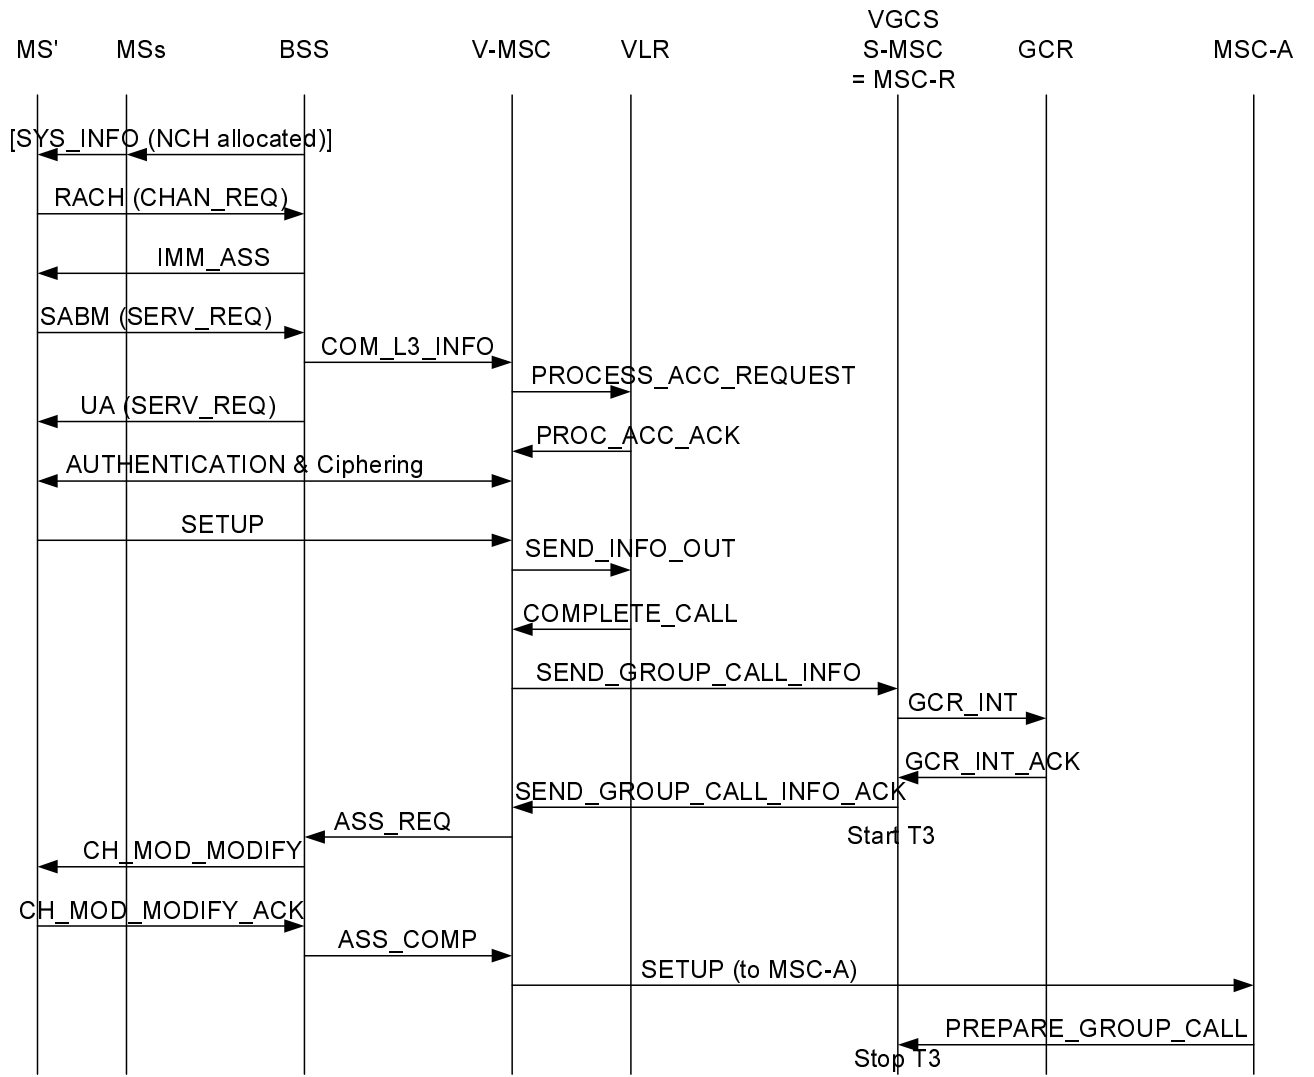 VGCS
MS' MSs BSS V-MSC VLR S-MSC GCR MSC-A
= MSC-R
[SYS_INFO (NCH allocated)]
RACH (CHAN_REQ)
IMM_ASS
SABM (SERV_REQ)
COM_L3_INFO
PROCESS_ACC_REQUEST
UA (SERV_REQ)
PROC_ACC_ACK
AUTHENTICATION & Ciphering
SETUP
SEND_INFO_OUT
COMPLETE_CALL
SEND_GROUP_CALL_INFO
GCR_INT
GCR_INT_ACK
SEND_GROUP_CALL_INFO_ACK
ASS_REQ
Start T3
CH_MOD_MODIFY
CH_MOD_MODIFY_ACK
ASS_COMP
SETUP (to MSC-A)
PREPARE_GROUP_CALL
Stop T3